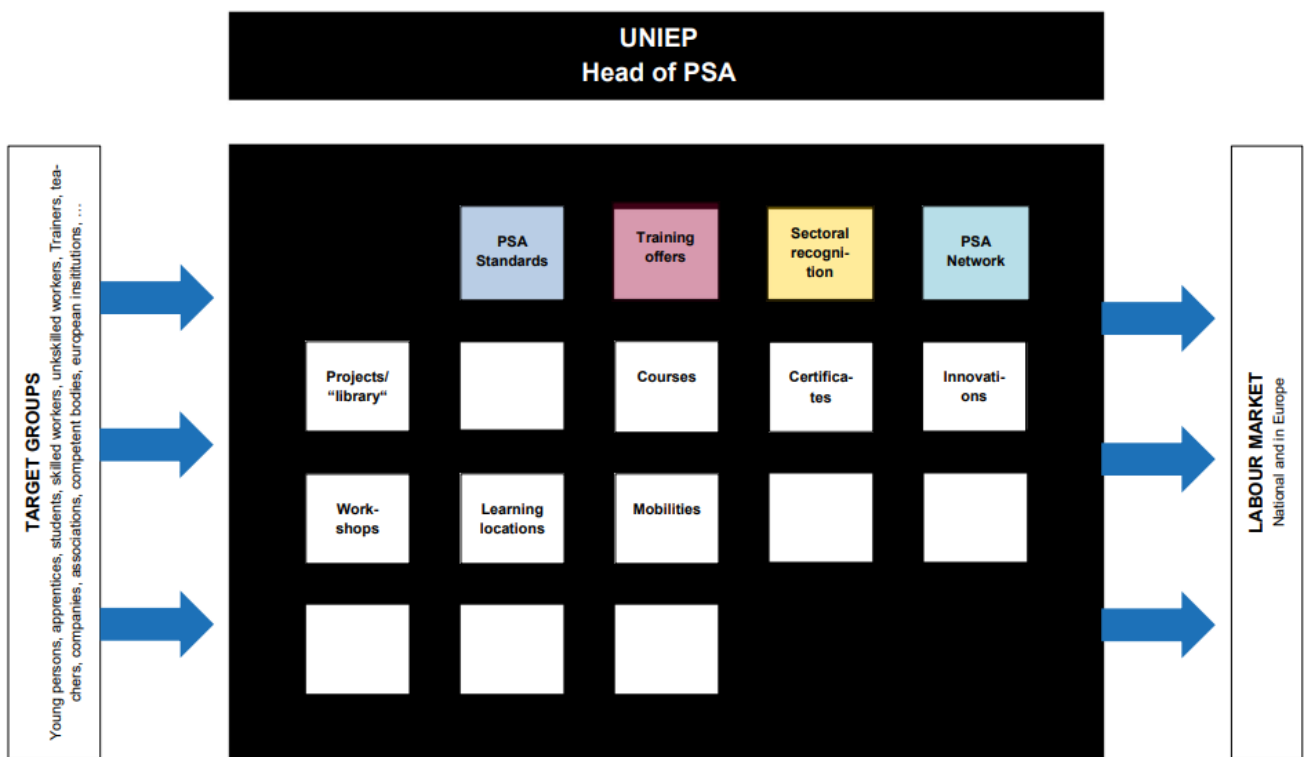 UNIEP
Head of PSA
TARGET GROUPS
Young persons, apprentices, students, skilled workers, unkskilled workers, Trainers, tea-
chers, companies, associations, competent bodies, european insititutions, ...
PSA
Standards
Training
offers
Sectoral
recogni-
tion
PSA
Network
Projects/
“library“
Courses
Certifica-
tes
Innovati-
ons
Work-
shops
Learning
locations
Mobilities
LABOUR MARKET
National and in Europe